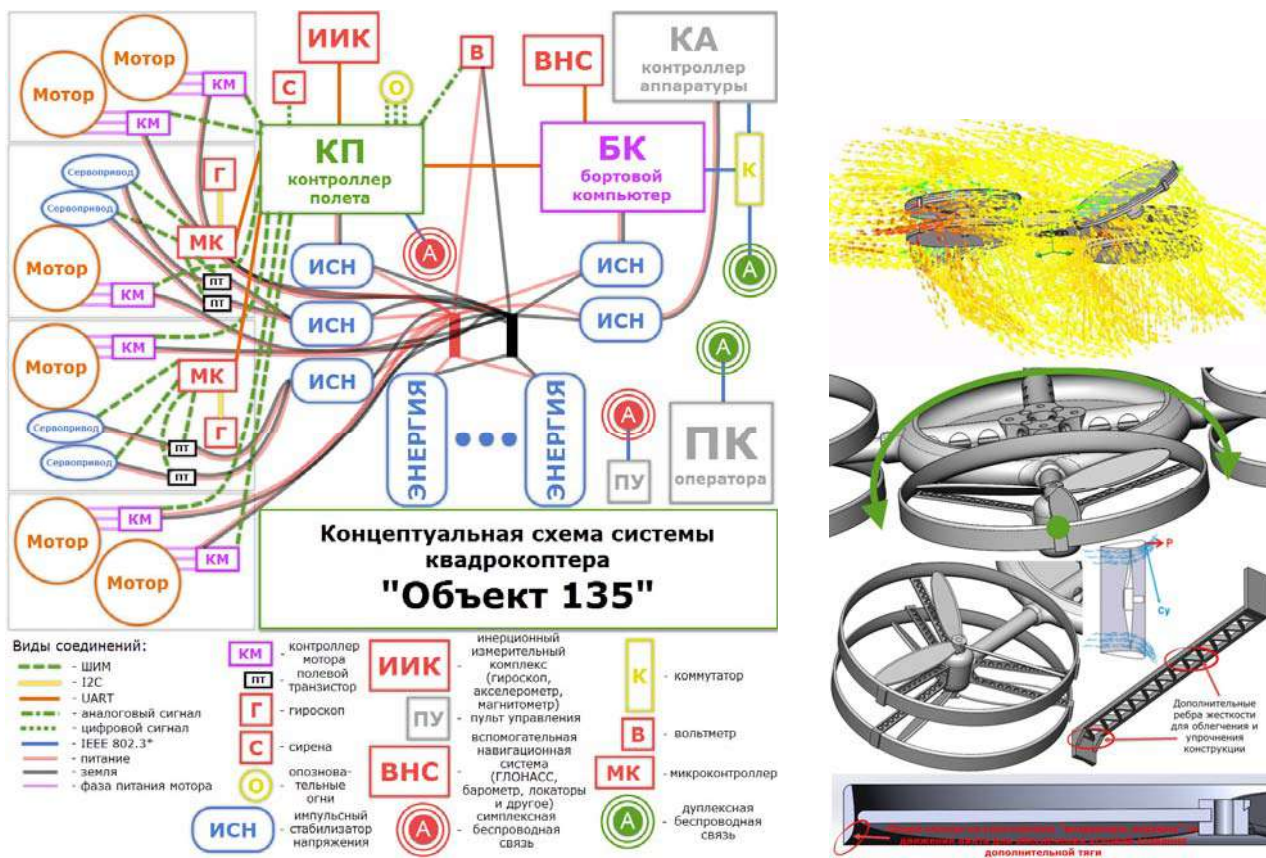 ИИК
В
ВНС
КА
контроллер
аппаратуры
Мотор
Мотор
КМ
КМ
С
О
КП
контроллер
полета
БК
бортовой
компьютер
К
Сервопривод
Сервопривод
Г
МК
Мотор
КМ
ПТ
ПТ
А
А
ИСН
ИСН
ИСН
ИСН
ИСН
Мотор
КМ
МК
Г
Сервопривод
Сервопривод
ПТ
ПТ
ЭНЕРГИЯ
ЭНЕРГИЯ
А
ПУ
А
ПК
оператора
Мотор
Мотор
КМ
КМ
Концептуальная схема системы
квадрокоптера
"Объект 135"
Виды соединений:
- ШИМ
- I2C
- UART
- аналоговый сигнал
- цифровой сигнал
- IEEE 802.3*
- питание
- земля
- фаза питания мотора
КМ - контроллер
мотора
ПТ - полевой
транзистор
Г - гироскоп
С - сирена
О - опознова-
тельные
огни
ИСН - импульсный
стабилизатор
напряжения
ИИК - инерционный
измерительный
комплекс
(гироскоп,
акселерометр,
магнитометр)
ПУ - пульт управления
ВНС - вспомогательная
навигационная
система
(ГЛОНАСС,
барометр, локаторы
и другое)
А - симплексная
беспроводная
связь
К - коммутатор
В - вольтметр
МК - микроконтроллер
А - дуплексная
беспроводная
связь
P
Cy
Дополнительные
ребра жесткости
для облегчения и
упрочнения
конструкции
дополнительной тяги